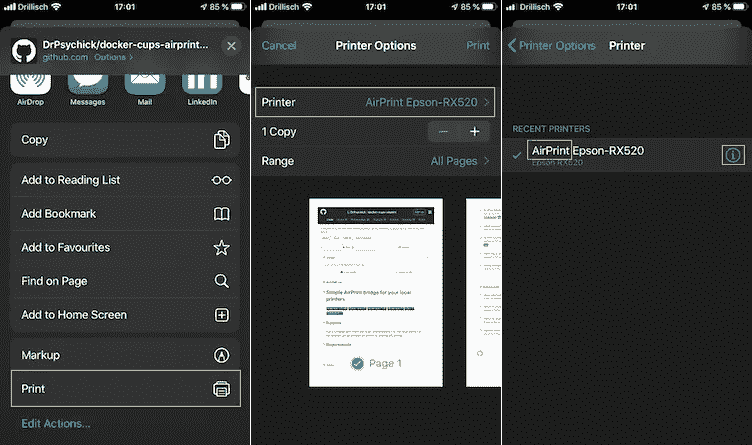 Drillisch
17:01
85 %
DrPsychick/docker-cups-airprint...
github.com Options >
AirDrop
Messages
Mail
LinkedIn
Copy
Add to Reading List
Add Bookmark
Add to Favourites
Find on Page
Add to Home Screen
Markup
Print
Edit Actions...
Drillisch
17:01
85 %
Cancel
Printer Options
Print
Printer
AirPrint Epson-RX520 >
1 Copy
Range
All Pages >
Simple AirPrint bridge for your local
printers
Page 1
Drillisch
17:01
85 %
Printer Options
Printer
RECENT PRINTERS
AirPrint Epson-RX520
Epson RX520